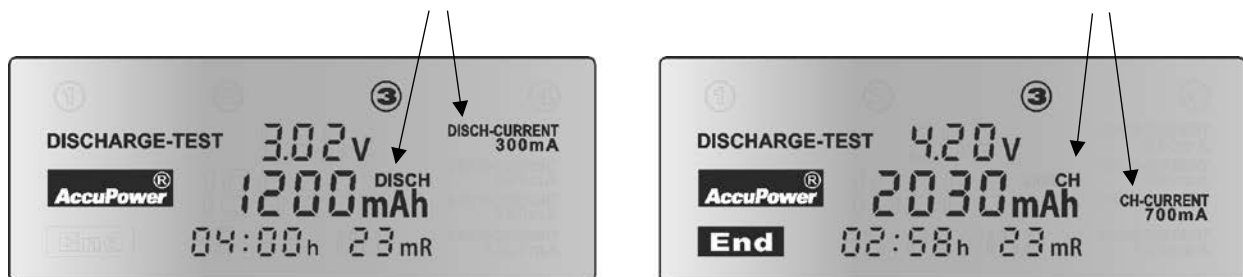 ③
DISCHARGE-TEST 3.02v DISCH-CURRENT
300mA
AccuPower® 1200mAh DISCH
04:00h 23mR
③
DISCHARGE-TEST 4.20v
AccuPower® 2030mAh CH
CH-CURRENT
700mA
End 02:58h 23mR